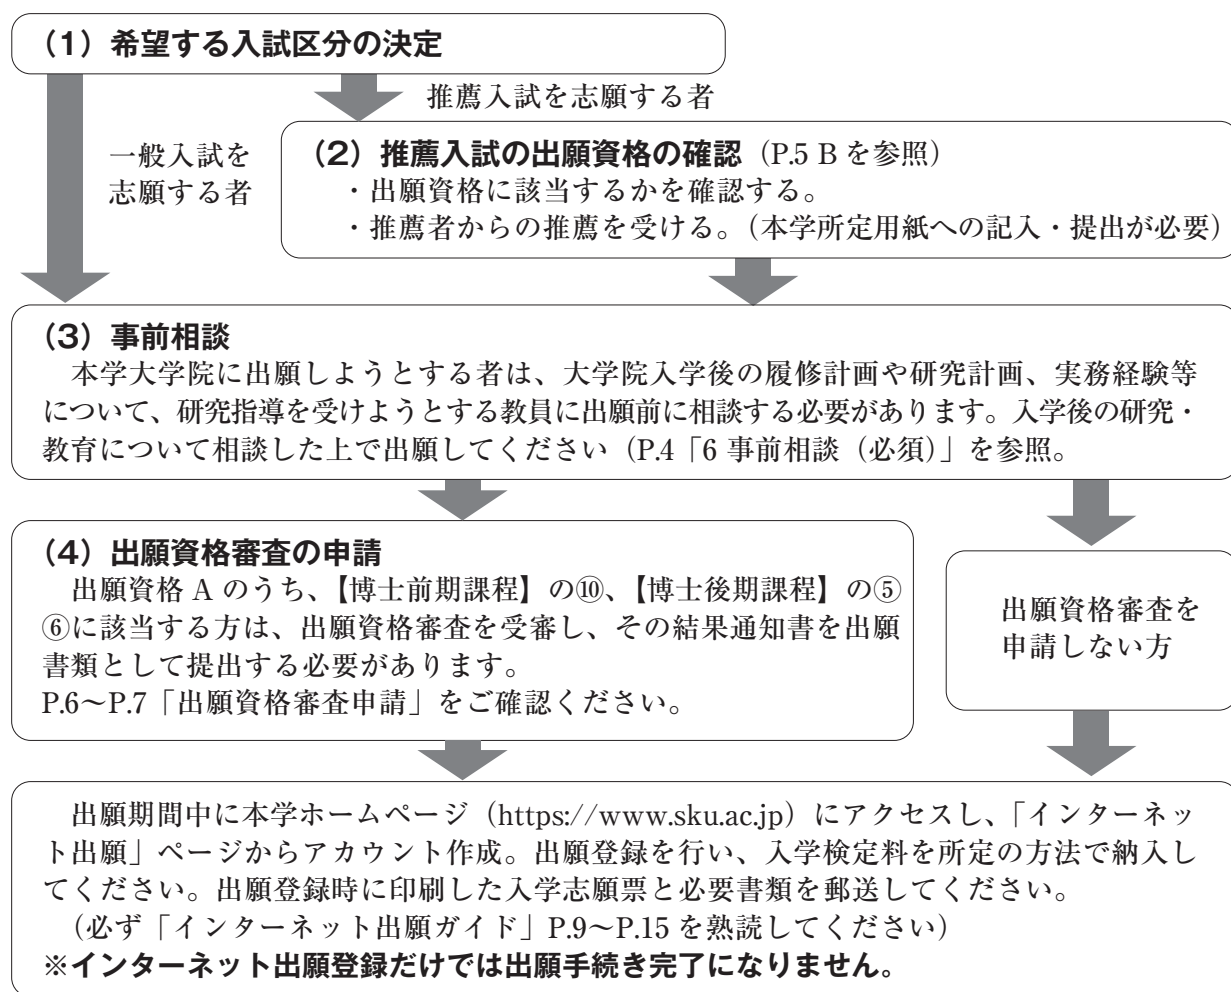 （1）希望する入試区分の決定
推薦入試を志願する者
一般入試を
志願する者
（2）推薦入試の出願資格の確認（P.5 B を参照）
・出願資格に該当するかを確認する。
・推薦者からの推薦を受ける。（本学所定用紙への記入・提出が必要）
（3）事前相談
本学大学院に出願しようとする者は、大学院入学後の履修計画や研究計画、実務経験等
について、研究指導を受けようとする教員に出願前に相談する必要があります。入学後の研究・
教育について相談した上で出願してください（P.4「6 事前相談（必須）」を参照。
（4）出願資格審査の申請
出願資格 A のうち、【博士前期課程】の⑩、【博士後期課程】の⑤
⑥に該当する方は、出願資格審査を受審し、その結果通知書を出願
書類として提出する必要があります。
P.6〜P.7「出願資格審査申請」をご確認ください。
出願資格審査を
申請しない方
出願期間中に本学ホームページ（https://www.sku.ac.jp）にアクセスし、「インターネッ
ト出願」ページからアカウント作成。出願登録を行い、入学検定料を所定の方法で納入し
てください。出願登録時に印刷した入学志願票と必要書類を郵送してください。
（必ず「インターネット出願ガイド」P.9〜P.15 を熟読してください）
※インターネット出願登録だけでは出願手続き完了になりません。